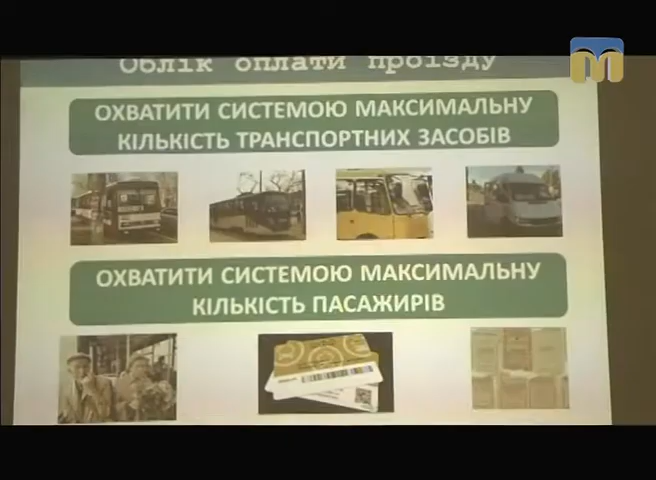 Облік оплати проїзду
ОХВАТИТИ СИСТЕМОЮ МАКСИМАЛЬНУ
КІЛЬКІСТЬ ТРАНСПОРТНИХ ЗАСОБІВ
ОХВАТИТИ СИСТЕМОЮ МАКСИМАЛЬНУ
КІЛЬКІСТЬ ПАСАЖИРІВ